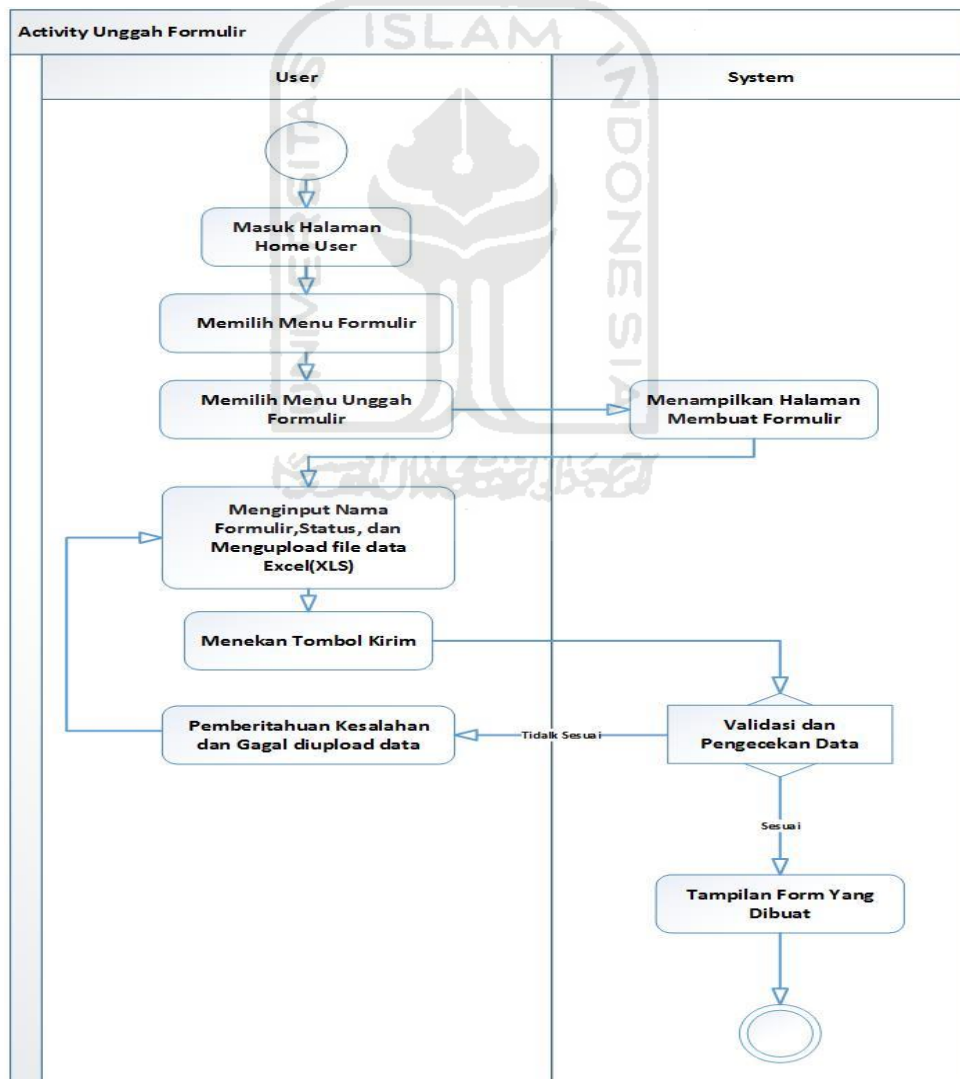 Activity Unggah Formulir
User
System
Masuk Halaman
Home User
Memilih Menu Formulir
Memilih Menu Unggah
Formulir
Menampilkan Halaman
Membuat Formulir
Menginput Nama
Formulir,Status, dan
Mengupload file data
Excel(XLS)
Menekan Tombol Kirim
Validasi dan
Pengecekan Data
Tidalk Sesuai
Pemberitahuan Kesalahan
dan Gagal diupload data
Sesuai
Tampilan Form Yang
Dibuat
UNIVERSITAS
ISLAM
INDONESIA